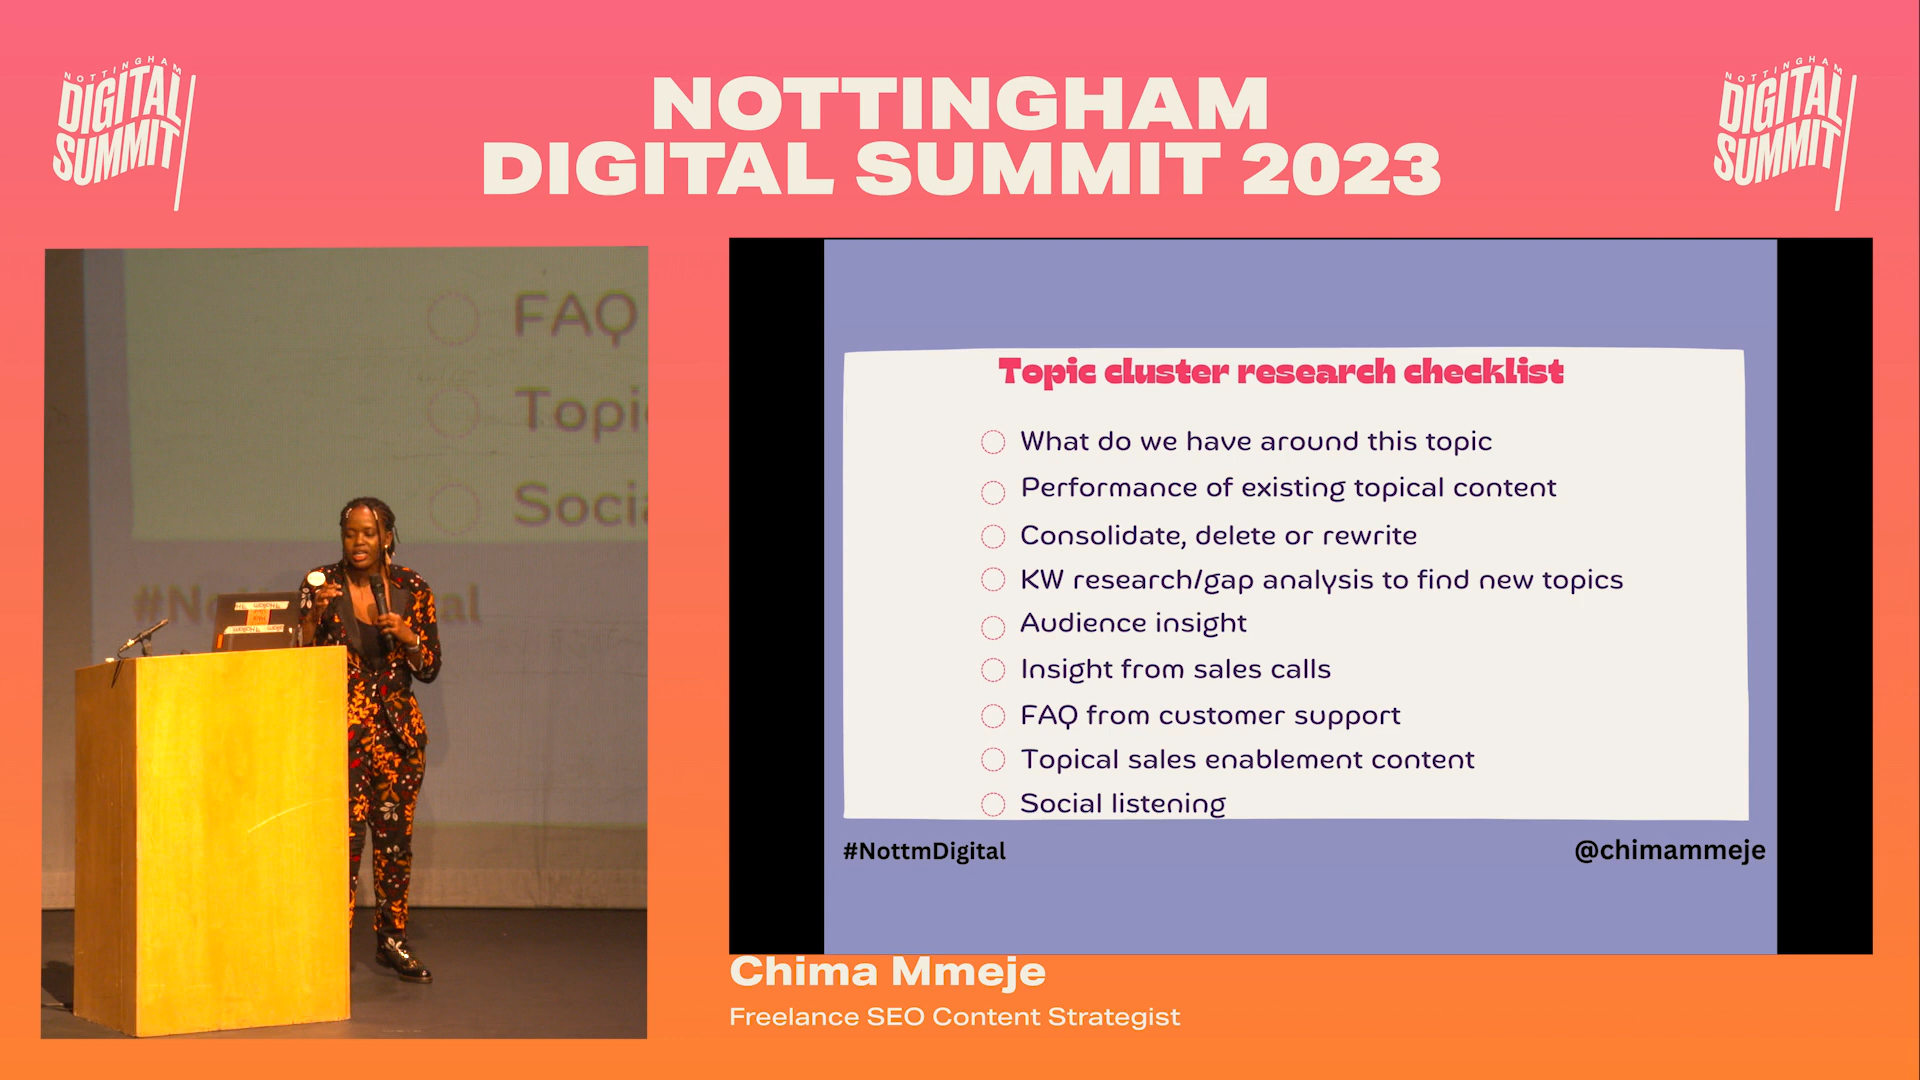 NOTTINGHAM
DIGITAL
SUMMIT
NOTTINGHAM
DIGITAL SUMMIT 2023
NOTTINGHAM
DIGITAL
SUMMIT
FAQ
Topi
Socia
#No
al
Topic cluster research checklist
What do we have around this topic
Performance of existing topical content
Consolidate, delete or rewrite
KW research/gap analysis to find new topics
Audience insight
Insight from sales calls
FAQ from customer support
Topical sales enablement content
Social listening
#NottmDigital
@chimammeje
Chima Mmeje
Freelance SEO Content Strategist